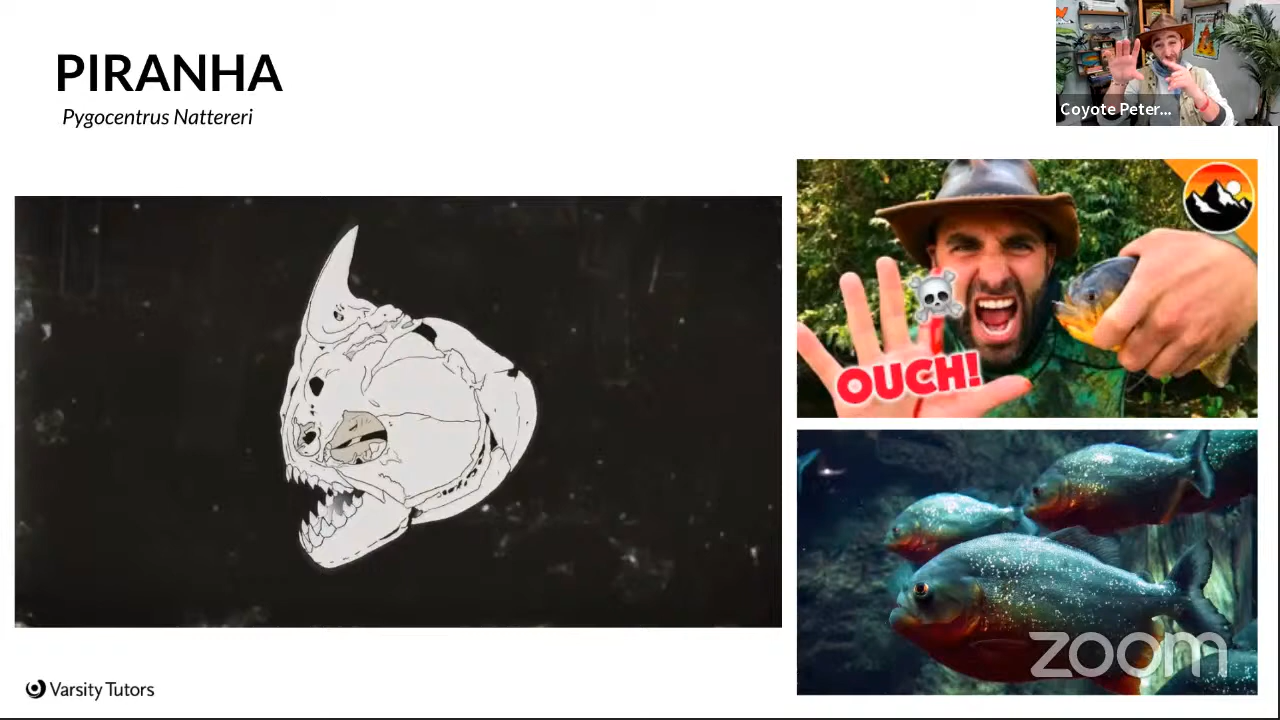 PIRANHA
Pygocentrus Nattereri
Coyote Peter...
OUCH!
zoom
Varsity Tutors